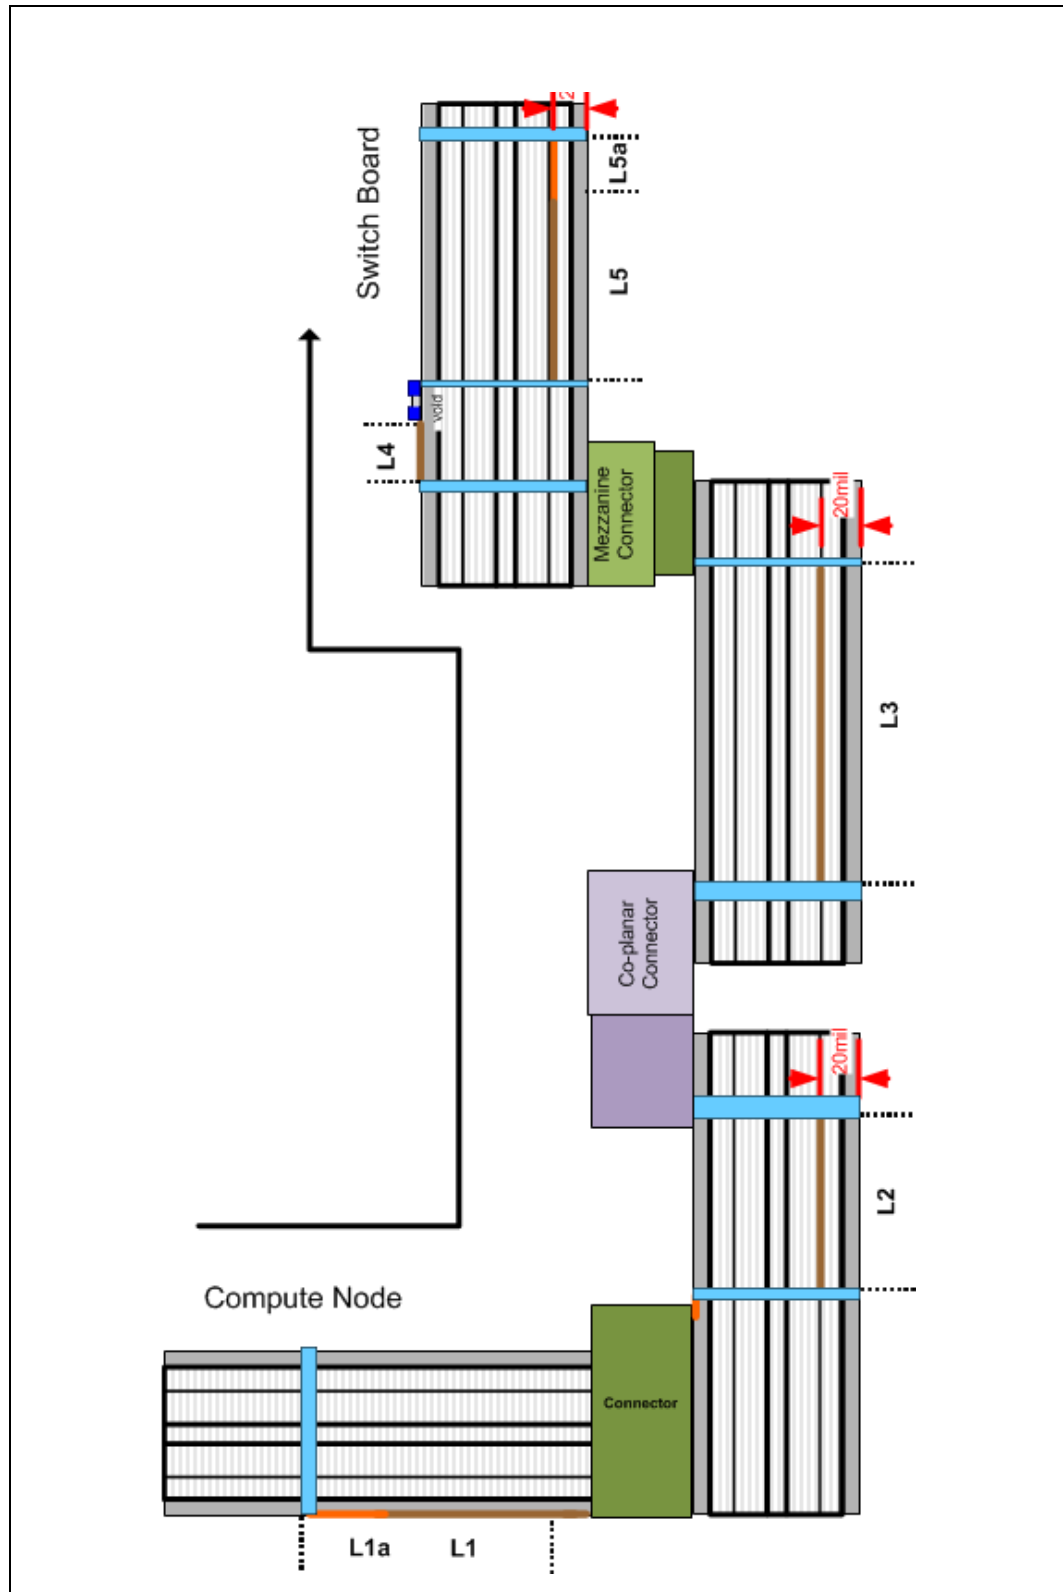 Switch Board
L5a
L5
void
L4
Mezzanine
Connector
20mil
L3
Co-planar
Connector
20mil
L2
Compute Node
Connector
L1a
L1